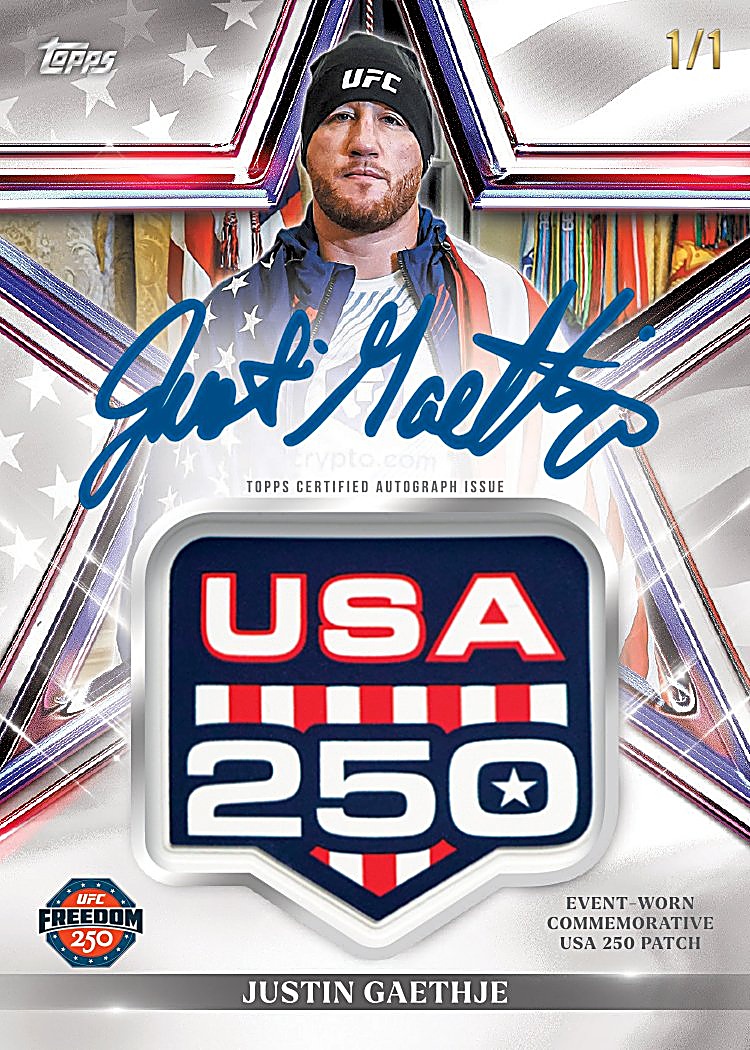 Topps
1/1
UFC
Justin Gaethje
crypto.com
TOPPS CERTIFIED AUTOGRAPH ISSUE
USA
250
UFC
FREEDOM
250
EVENT-WORN
COMMEMORATIVE
USA 250 PATCH
JUSTIN GAETHJE